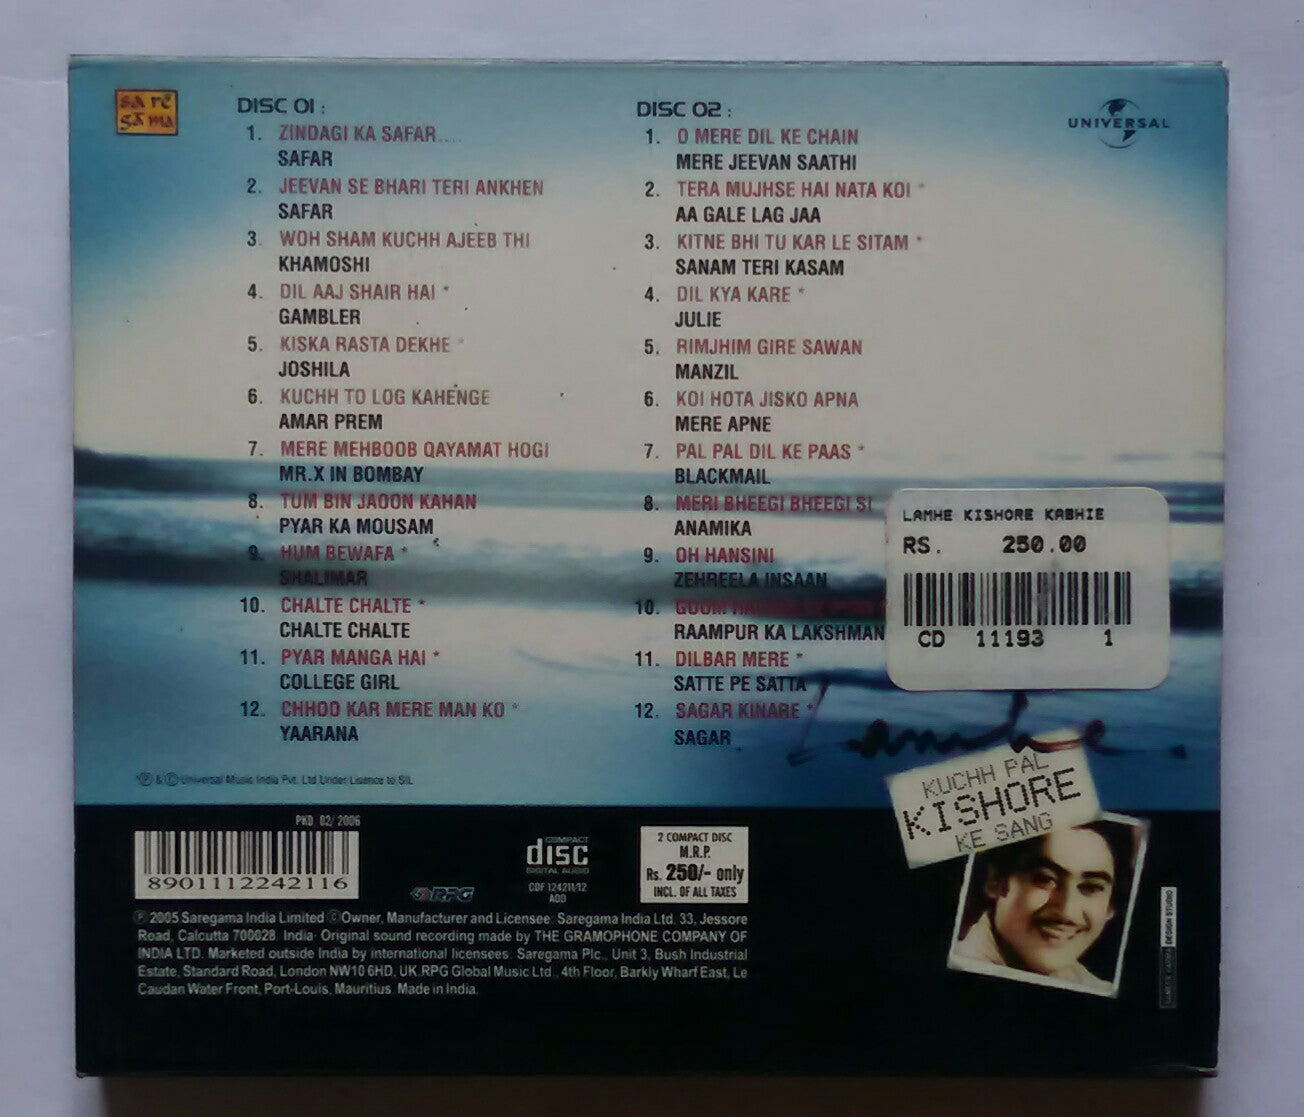 sa rē
gama
DISC 01 :
1. ZINDAGI KA SAFAR....
SAFAR
2. JEEVAN SE BHARI TERI ANKHEN
SAFAR
3. WOH SHAM KUCHH AJEEB THI
KHAMOSHI
4. DIL AAJ SHAIR HAI *
GAMBLER
5. KISKA RASTA DEKHE *
JOSHILA
6. KUCHH TO LOG KAHENGE
AMAR PREM
7. MERE MEHBOOB QAYAMAT HOGI
MR.X IN BOMBAY
8. TUM BIN JAOON KAHAN
PYAR KA MOUSAM
9. HUM BEWAFA *
SHALIMAR
10. CHALTE CHALTE *
CHALTE CHALTE
11. PYAR MANGA HAI *
COLLEGE GIRL
12. CHHOO KAR MERE MAN KO *
YAARANA
DISC 02 :
1. O MERE DIL KE CHAIN
MERE JEEVAN SAATHI
2. TERA MUJHSE HAI NATA KOI *
AA GALE LAG JAA
3. KITNE BHI TU KAR LE SITAM *
SANAM TERI KASAM
4. DIL KYA KARE *
JULIE
5. RIMJHIM GIRE SAWAN
MANZIL
6. KOI HOTA JISKO APNA
MERE APNE
7. PAL PAL DIL KE PAAS *
BLACKMAIL
8. MERI BHEEGI BHEEGI SI
ANAMIKA
9. OH HANSINI
ZEHREELA INSAAN
10. GOOM
RAAMPUR KA LAKSHMAN
11. DILBAR MERE *
SATTE PE SATTA
12. SAGAR KINARE *
SAGAR
UNIVERSAL
LAMHE KISHORE KABHIE
RS. 250.00
CD 11193 1
Lamhe.
KUCHH PAL
KISHORE
KE SANG
*Ⓟ & Ⓒ Universal Music India Pvt. Ltd Under Lisence to SIL
PKD. 02/ 2006
8901112242116
RPG
COMPACT
disc
DIGITAL AUDIO
CDF 124211/12
ADD
2 COMPACT DISC
M.R.P.
Rs. 250/- only
INCL. OF ALL TAXES
Ⓟ 2005 Saregama India Limited ⒸOwner, Manufacturer and Licensee: Saregama India Ltd. 33, Jessore
Road, Calcutta 700028. India· Original sound recording made by THE GRAMOPHONE COMPANY OF
INDIA LTD. Marketed outside India by international licensees: Saregama Plc., Unit 3, Bush Industrial
Estate, Standard Road, London NW10 6HD, UK.RPG Global Music Ltd., 4th Floor, Barkly Wharf East, Le
Caudan Water Front, Port-Louis, Mauritius. Made in India.
DESIGN STUDIO